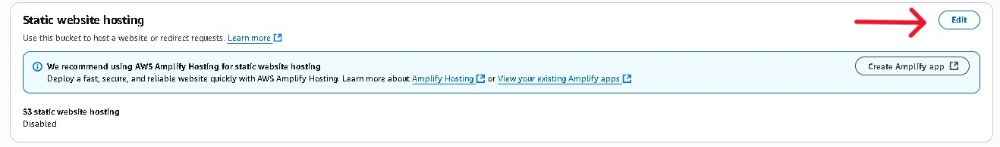 Static website hosting
Edit
Use this bucket to host a website or redirect requests. Learn more
We recommend using AWS Amplify Hosting for static website hosting
Deploy a fast, secure, and reliable website quickly with AWS Amplify Hosting. Learn more about Amplify Hosting or View your existing Amplify apps
Create Amplify app
S3 static website hosting
Disabled